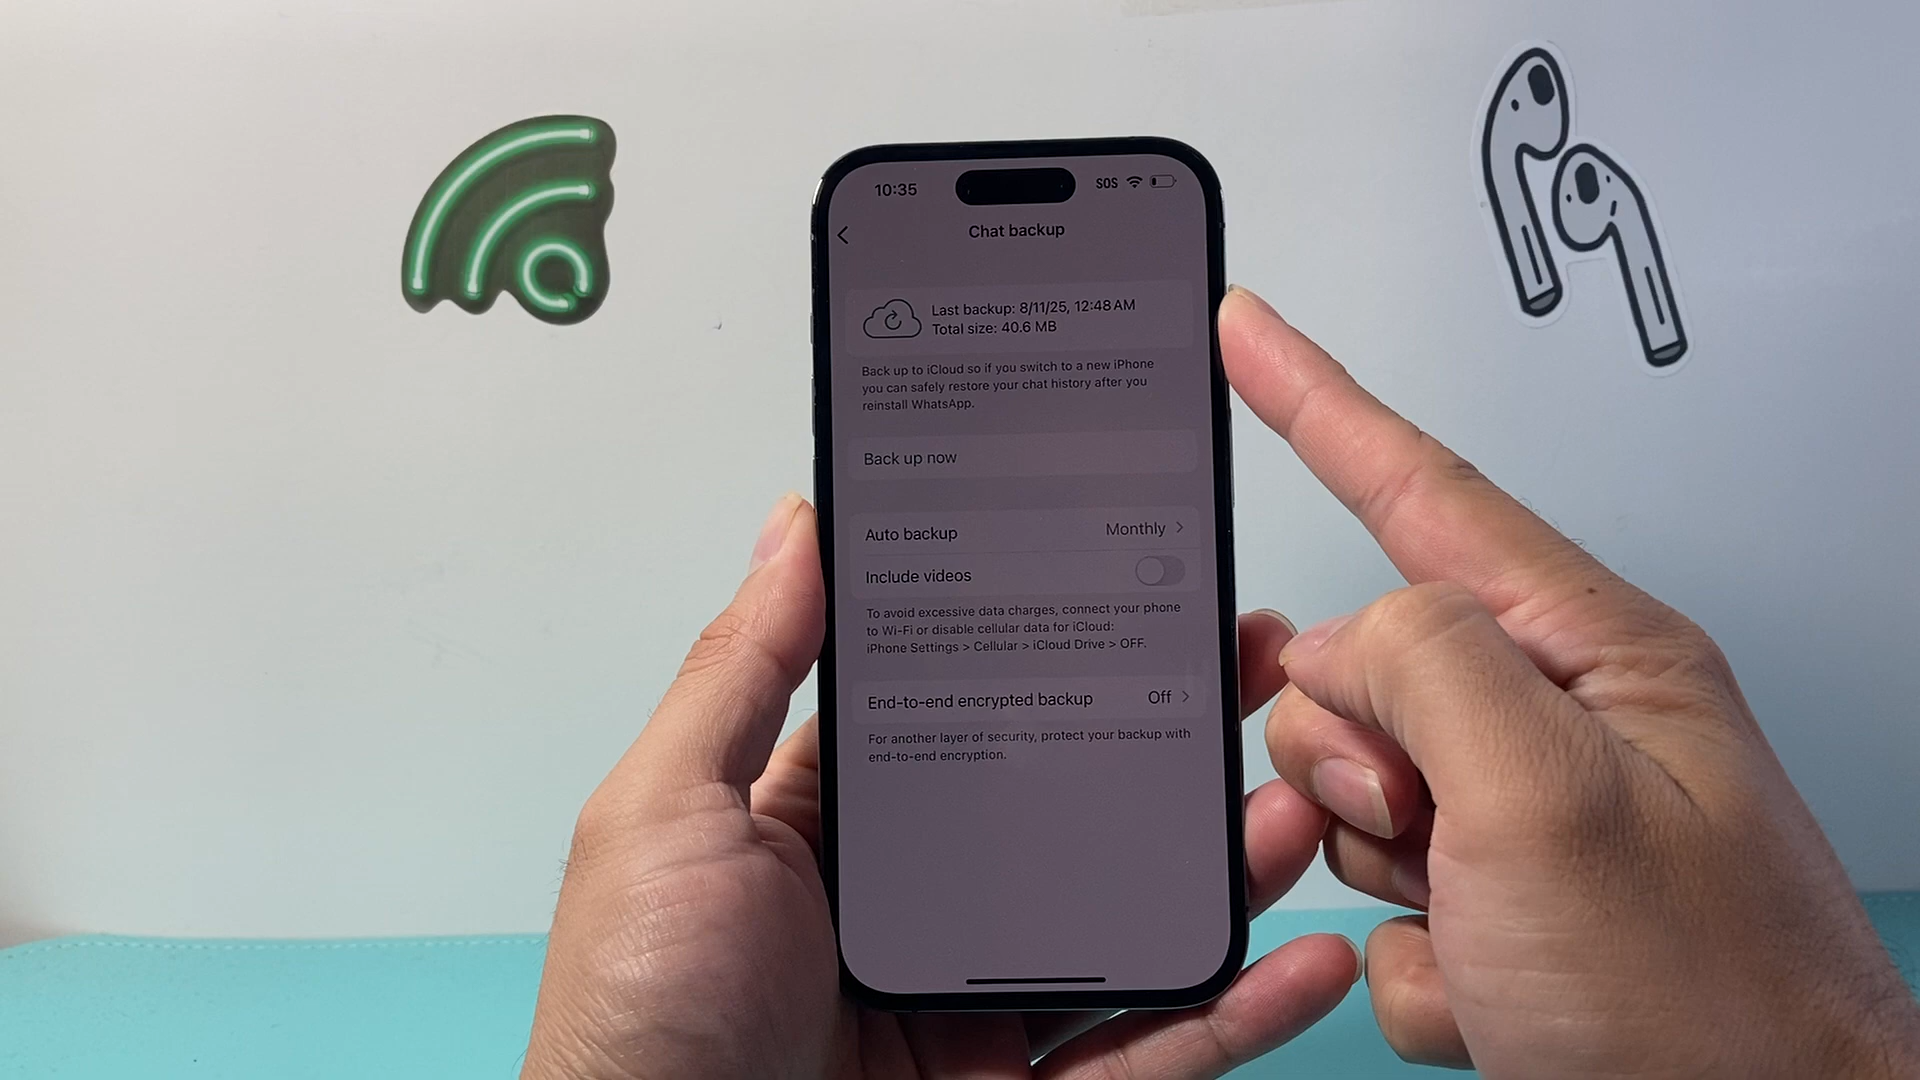 10:35
SOS
Chat backup
Last backup: 8/11/25, 12:48 AM
Total size: 40.6 MB
Back up to iCloud so if you switch to a new iPhone
you can safely restore your chat history after you
reinstall WhatsApp.
Back up now
Auto backup Monthly
Include videos
To avoid excessive data charges, connect your phone
to Wi-Fi or disable cellular data for iCloud:
iPhone Settings > Cellular > iCloud Drive > OFF.
End-to-end encrypted backup Off
For another layer of security, protect your backup with
end-to-end encryption.